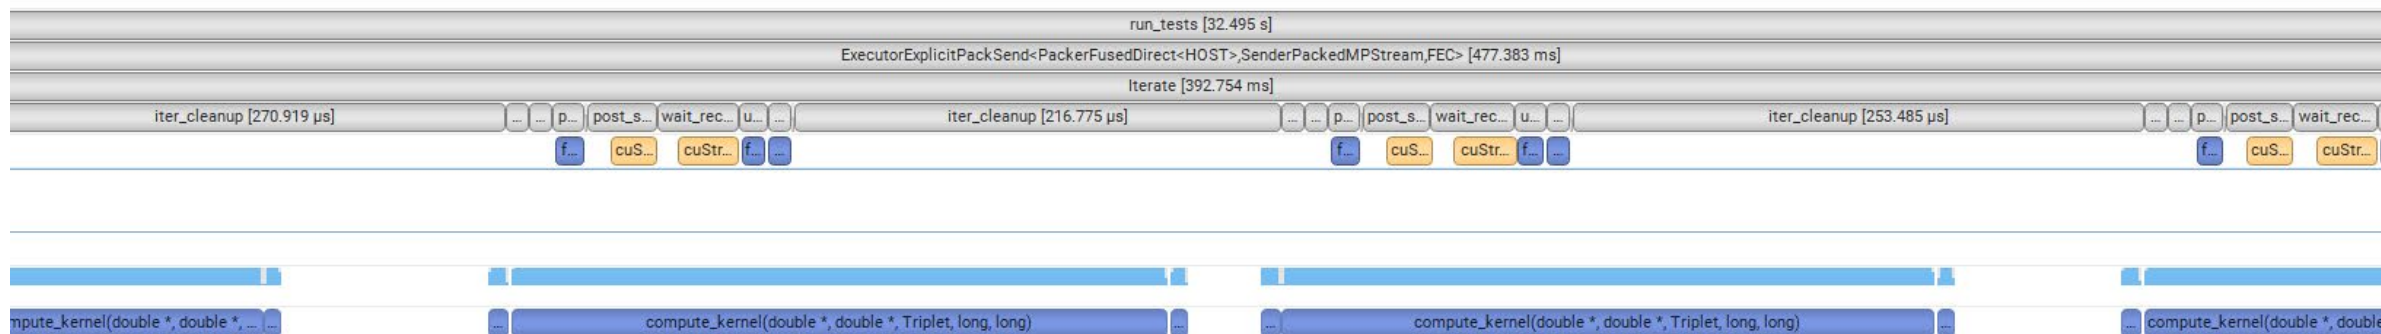 run_tests [32.495 s]
ExecutorExplicitPackSend<PackerFusedDirect<HOST>,SenderPackedMPStream,FEC> [477.383 ms]
Iterate [392.754 ms]
iter_cleanup [270.919 µs] ... ... p... post_s... wait_rec... u... ... iter_cleanup [216.775 µs] ... ... p... post_s... wait_rec... u... ... iter_cleanup [253.485 µs] ... ... p... post_s... wait_rec...
f... cuS... cuStr... f... ... f... cuS... cuStr... f... ... f... cuS... cuStr...
mpute_kernel(double *, double *, ... ... ... compute_kernel(double *, double *, Triplet, long, long) ... ... compute_kernel(double *, double *, Triplet, long, long) ... ... compute_kernel(double *, double